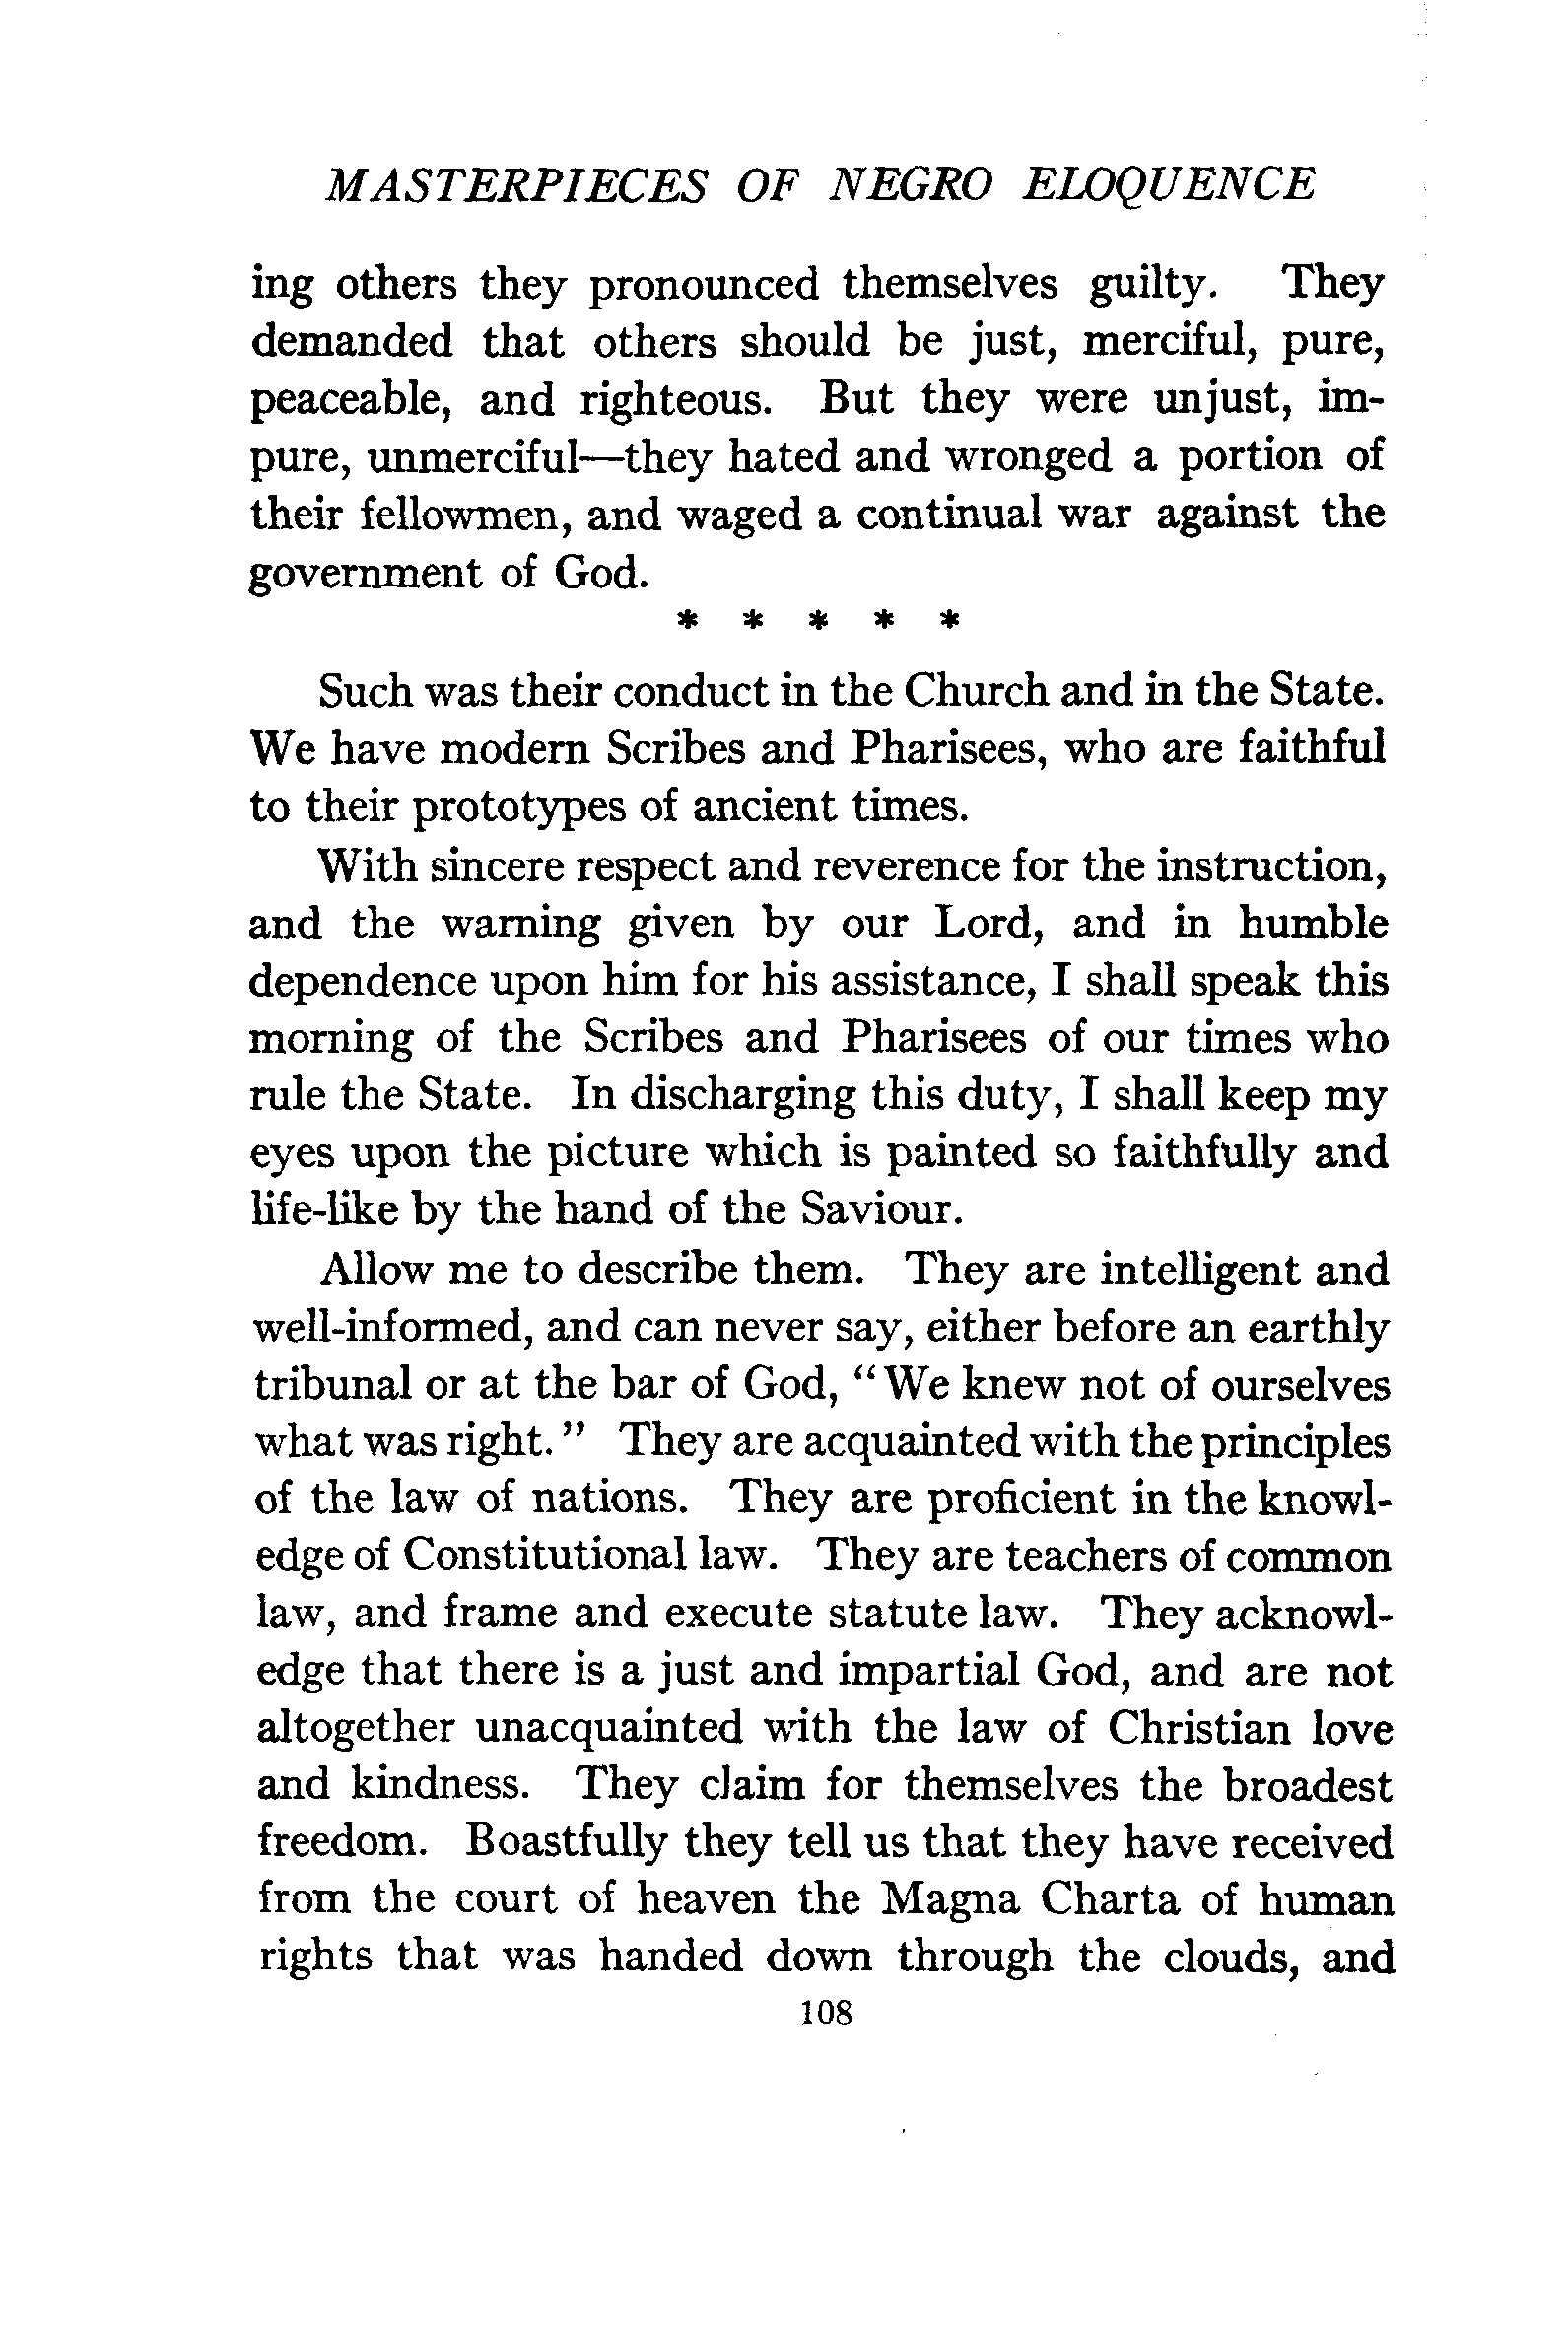 MASTERPIECES OF NEGRO ELOQUENCE
ing others they pronounced themselves guilty. They
demanded that others should be just, merciful, pure,
peaceable, and righteous. But they were unjust, im-
pure, unmerciful—they hated and wronged a portion of
their fellowmen, and waged a continual war against the
government of God.
* * * * *
Such was their conduct in the Church and in the State.
We have modern Scribes and Pharisees, who are faithful
to their prototypes of ancient times.
With sincere respect and reverence for the instruction,
and the warning given by our Lord, and in humble
dependence upon him for his assistance, I shall speak this
morning of the Scribes and Pharisees of our times who
rule the State. In discharging this duty, I shall keep my
eyes upon the picture which is painted so faithfully and
life-like by the hand of the Saviour.
Allow me to describe them. They are intelligent and
well-informed, and can never say, either before an earthly
tribunal or at the bar of God, “We knew not of ourselves
what was right.” They are acquainted with the principles
of the law of nations. They are proficient in the knowl-
edge of Constitutional law. They are teachers of common
law, and frame and execute statute law. They acknowl-
edge that there is a just and impartial God, and are not
altogether unacquainted with the law of Christian love
and kindness. They claim for themselves the broadest
freedom. Boastfully they tell us that they have received
from the court of heaven the Magna Charta of human
rights that was handed down through the clouds, and
108